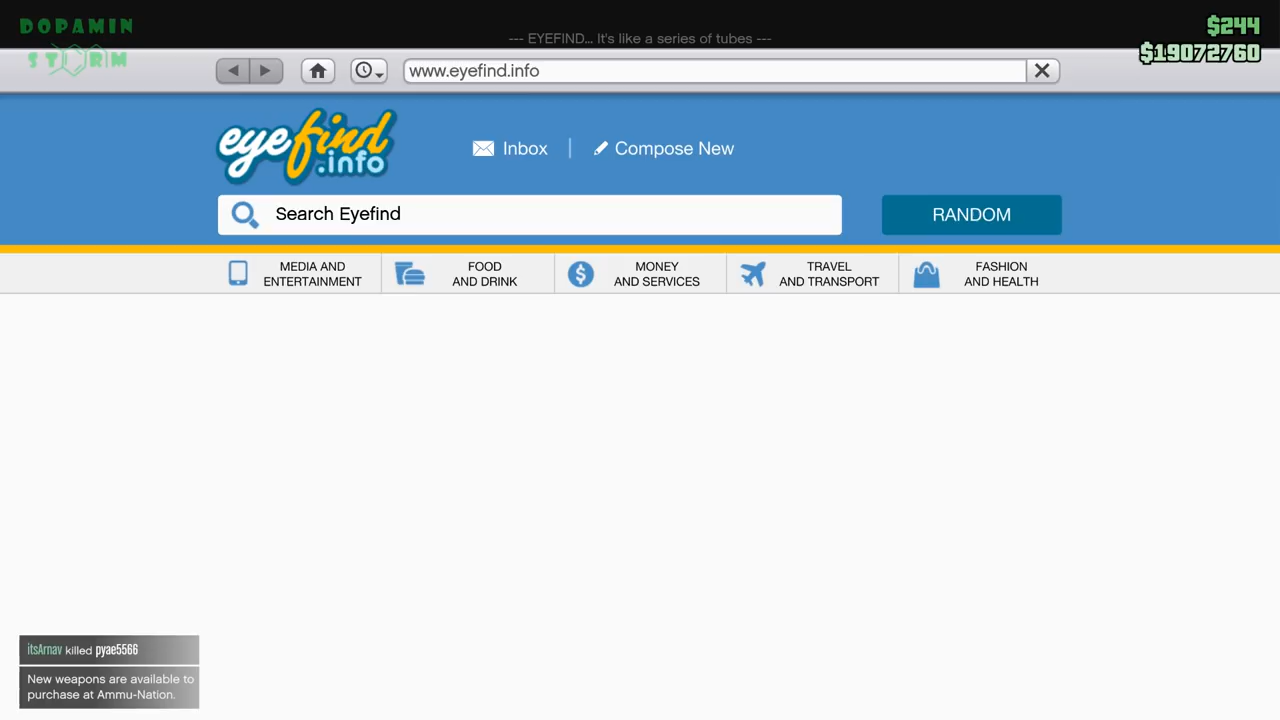 DOPAMIN
STORM
--- EYEFIND... It's like a series of tubes ---
$244
$19072760
www.eyefind.info
eyefind
.info
Inbox
Compose New
Search Eyefind
RANDOM
MEDIA AND
ENTERTAINMENT
FOOD
AND DRINK
MONEY
AND SERVICES
TRAVEL
AND TRANSPORT
FASHION
AND HEALTH
itsArnav killed pyae5566
New weapons are available to
purchase at Ammu-Nation.